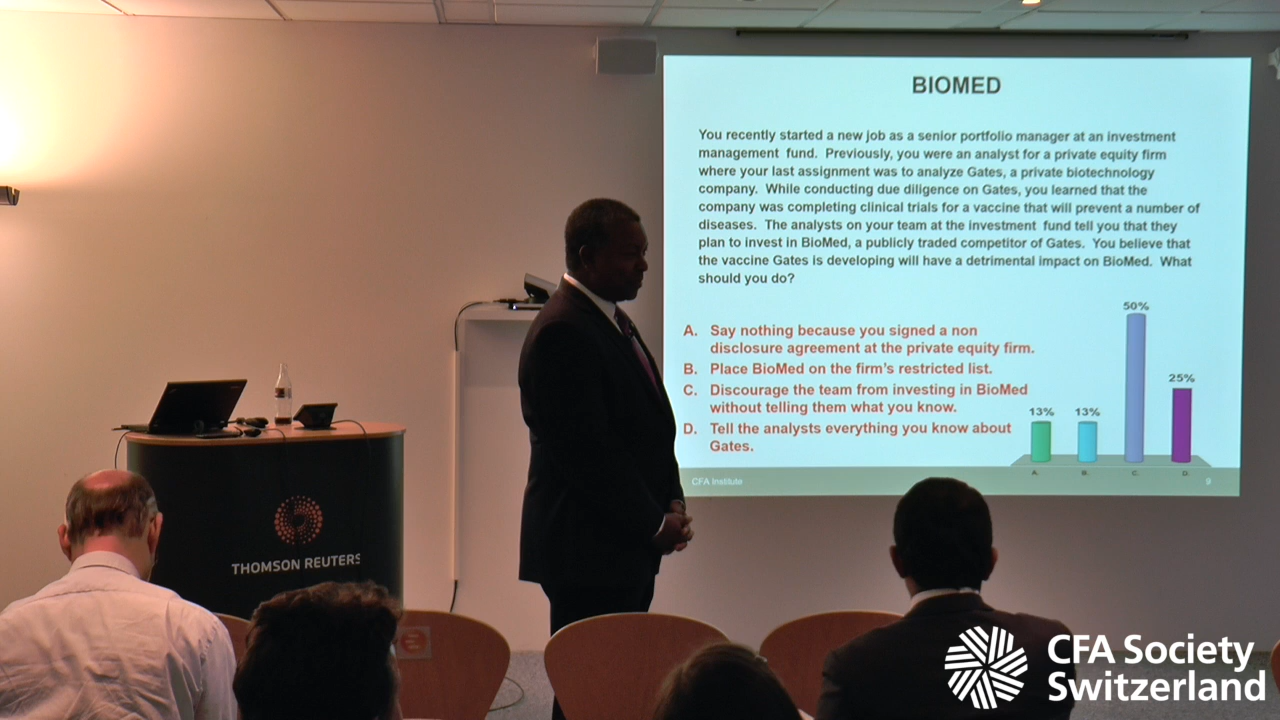 BIOMED
You recently started a new job as a senior portfolio manager at an investment
management fund. Previously, you were an analyst for a private equity firm
where your last assignment was to analyze Gates, a private biotechnology
company. While conducting due diligence on Gates, you learned that the
company was completing clinical trials for a vaccine that will prevent a number of
diseases. The analysts on your team at the investment fund tell you that they
plan to invest in BioMed, a publicly traded competitor of Gates. You believe that
the vaccine Gates is developing will have a detrimental impact on BioMed. What
should you do?
A. Say nothing because you signed a non
disclosure agreement at the private equity firm.
B. Place BioMed on the firm's restricted list.
C. Discourage the team from investing in BioMed
without telling them what you know.
D. Tell the analysts everything you know about
Gates.
50%
25%
13% 13%
A. B. C. D.
CFA Institute 9
THOMSON REUTERS
CFA Society
Switzerland